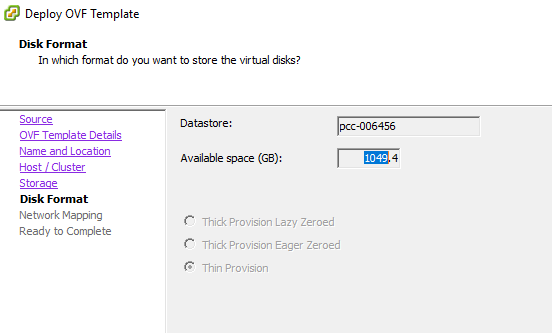 Deploy OVF Template
Disk Format
In which format do you want to store the virtual disks?
Source
OVF Template Details
Name and Location
Host / Cluster
Storage
Disk Format
Network Mapping
Ready to Complete
Datastore:
pcc-006456
Available space (GB):
1049.4
Thick Provision Lazy Zeroed
Thick Provision Eager Zeroed
Thin Provision